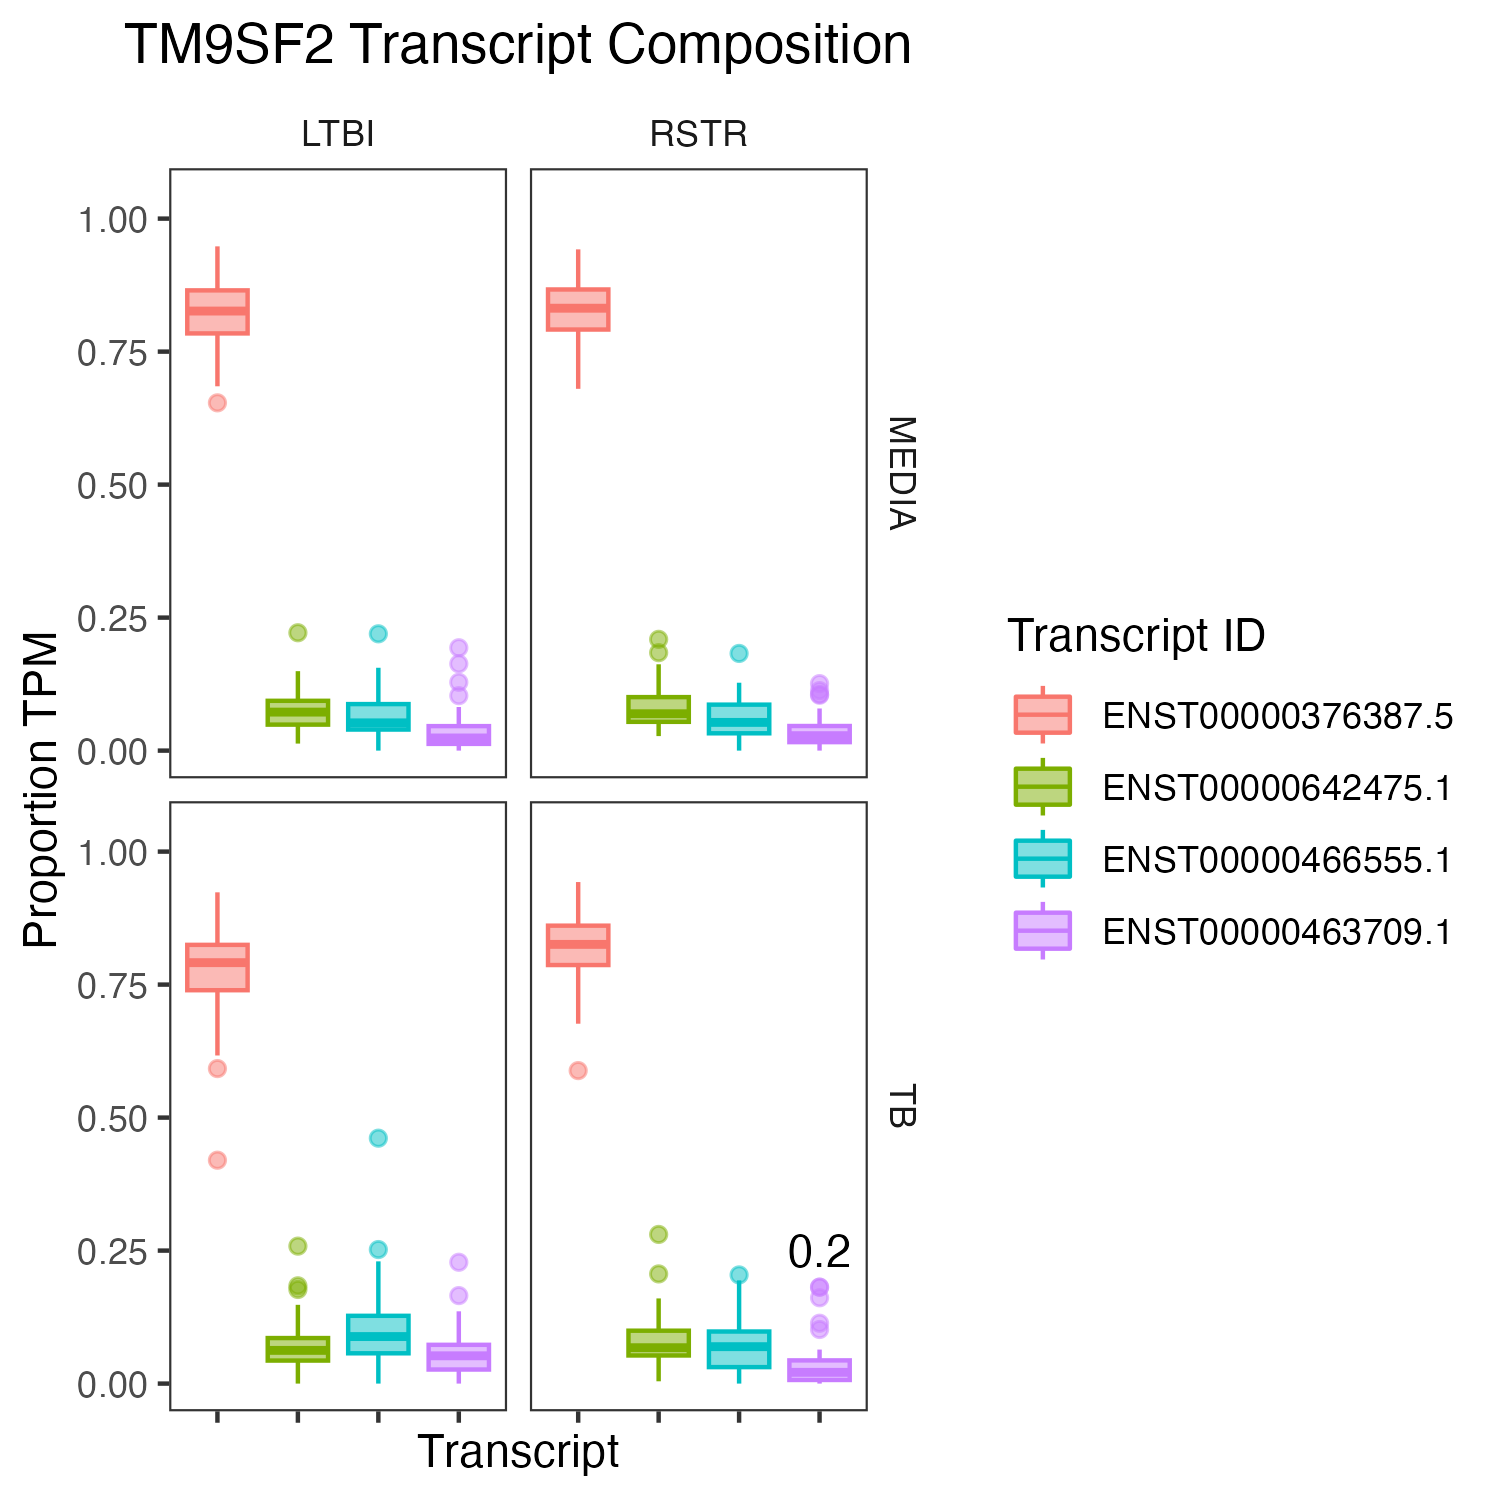 TM9SF2 Transcript Composition
LTBI
RSTR
1.00
0.75
0.50
0.25
0.00
MEDIA
1.00
0.75
0.50
0.25
0.00
TB
0.2
Proportion TPM
Transcript
Transcript ID
ENST00000376387.5
ENST00000642475.1
ENST00000466555.1
ENST00000463709.1